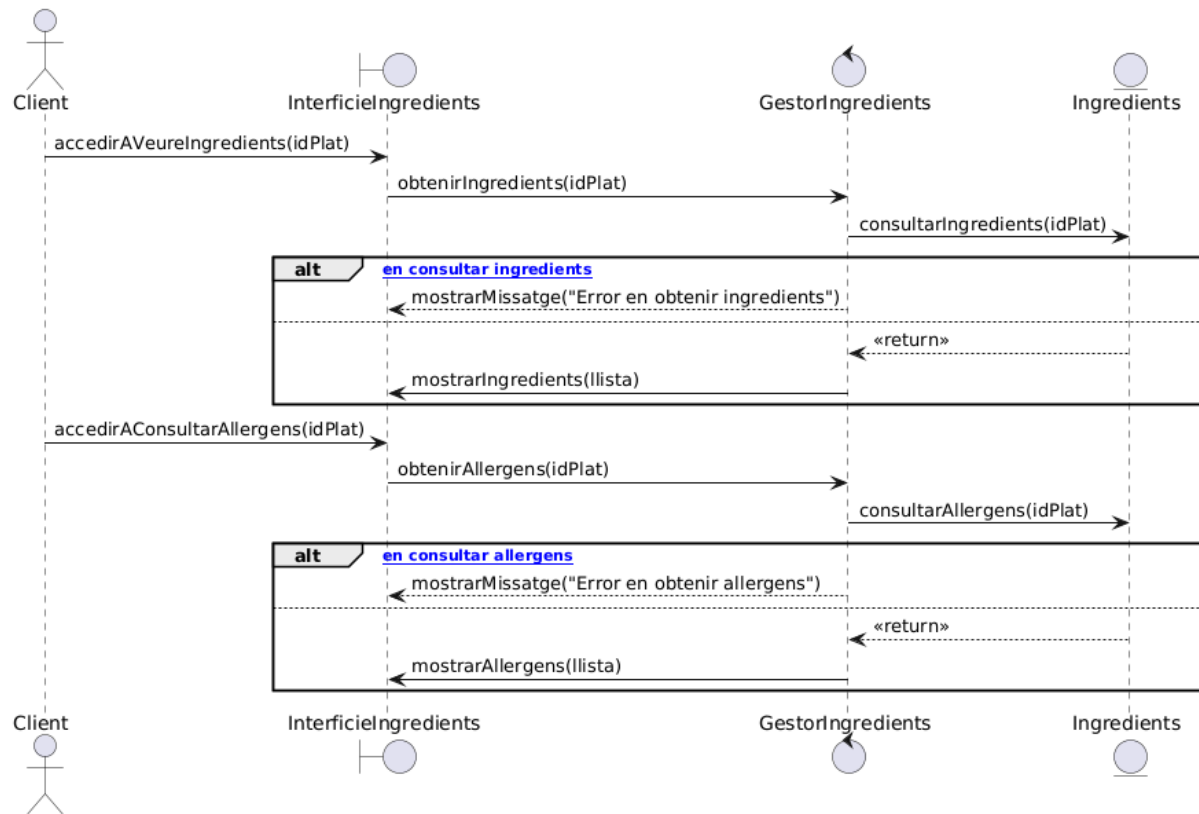 Client
InterficieIngredients
GestorIngredients
Ingredients
accedirAVeureIngredients(idPlat)
obtenirIngredients(idPlat)
consultarIngredients(idPlat)
alt
en consultar ingredients
mostrarMissatge("Error en obtenir ingredients")
«return»
mostrarIngredients(llista)
accedirAConsultarAllergens(idPlat)
obtenirAllergens(idPlat)
consultarAllergens(idPlat)
alt
en consultar allergens
mostrarMissatge("Error en obtenir allergens")
«return»
mostrarAllergens(llista)
Client
InterficieIngredients
GestorIngredients
Ingredients